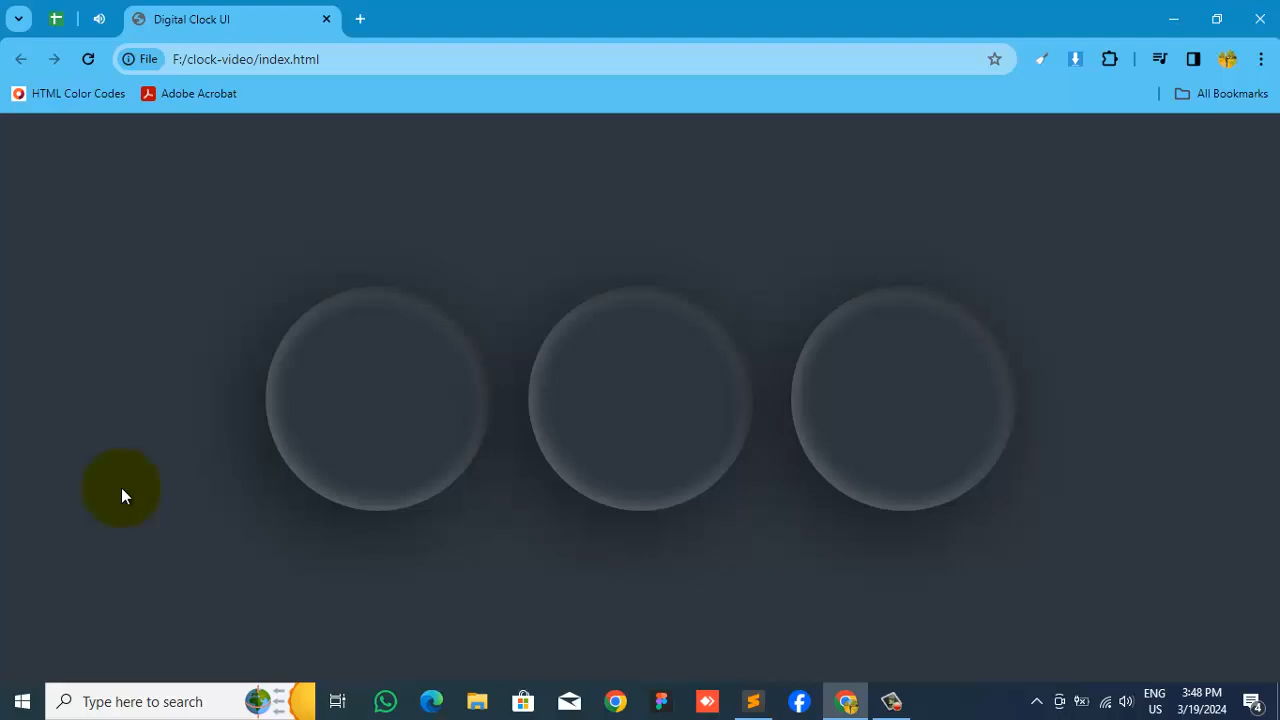 Digital Clock UI
File
F:/clock-video/index.html
HTML Color Codes
Adobe Acrobat
All Bookmarks
Type here to search
ENG
US
3:48 PM
3/19/2024
4